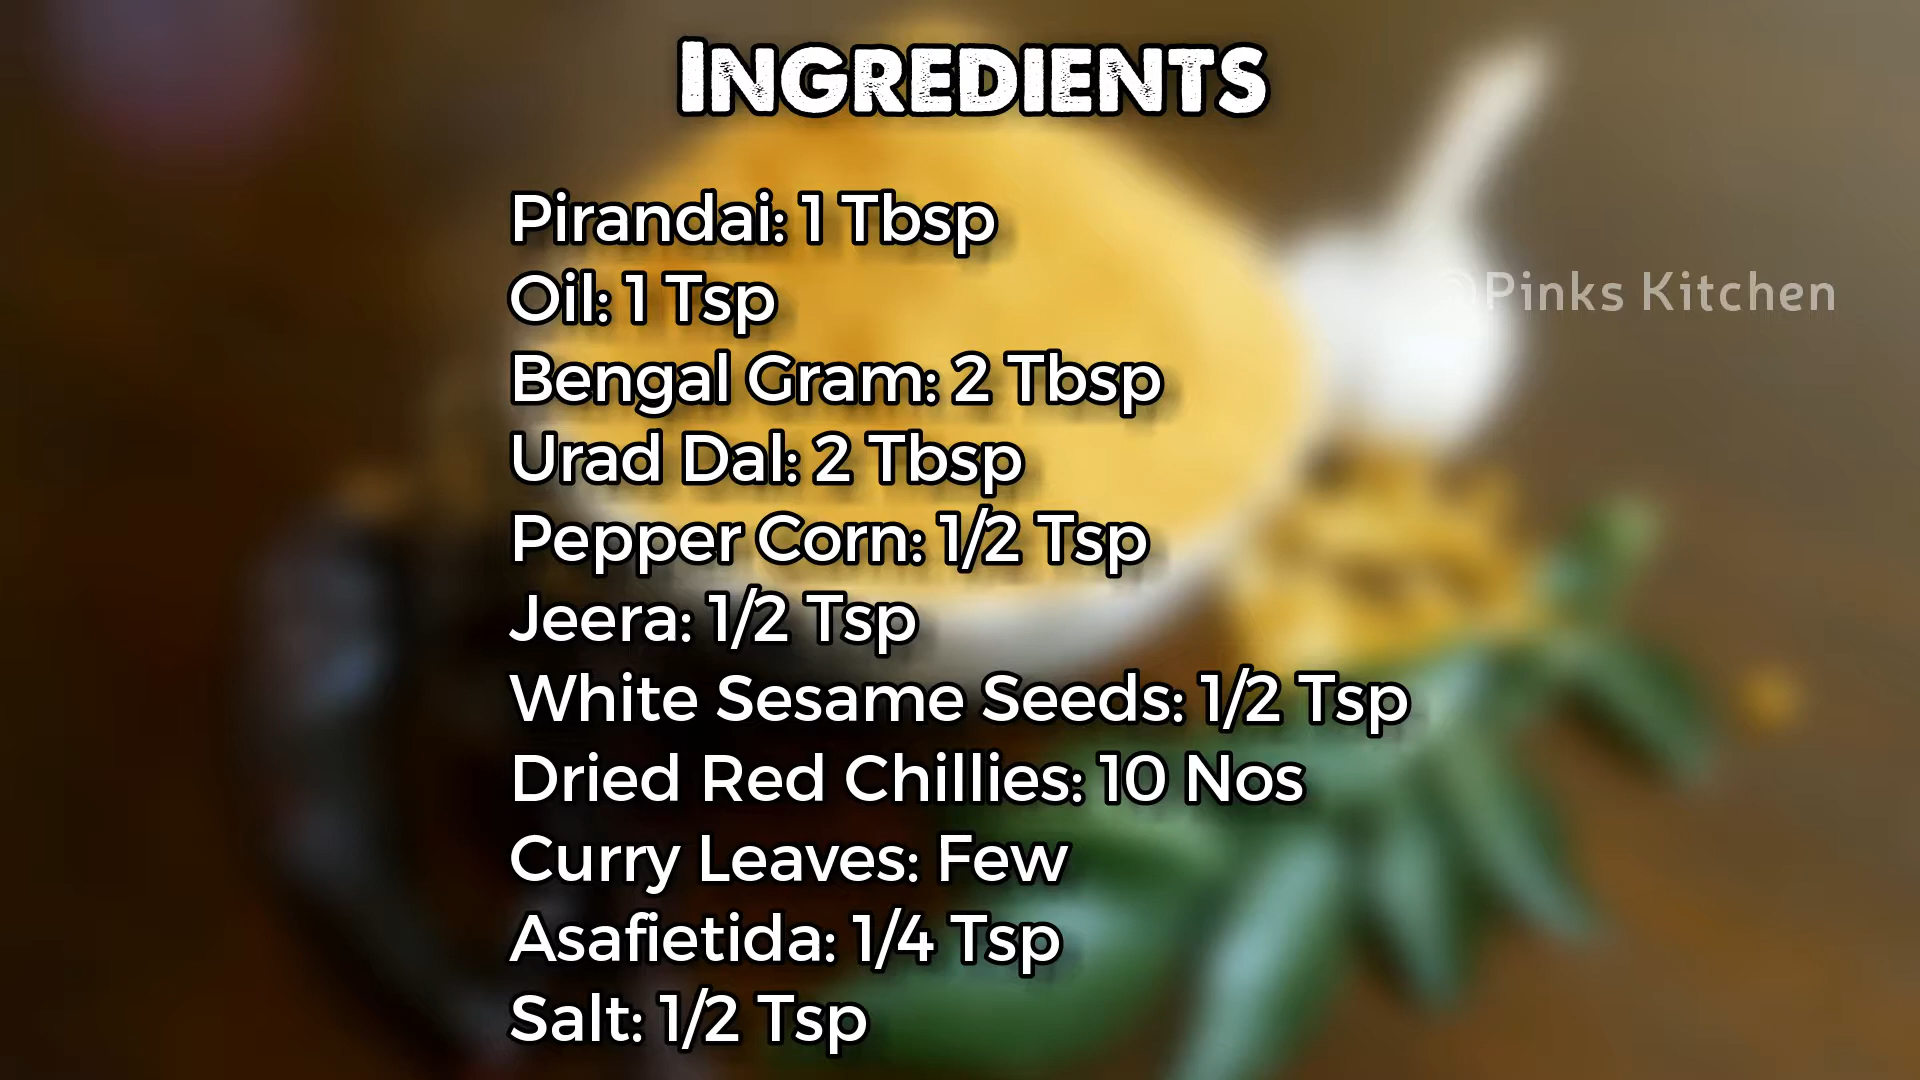 Ingredients
Pirandai: 1 Tbsp
Oil: 1 Tsp
©Pinks Kitchen
Bengal Gram: 2 Tbsp
Urad Dal: 2 Tbsp
Pepper Corn: 1/2 Tsp
Jeera: 1/2 Tsp
White Sesame Seeds: 1/2 Tsp
Dried Red Chillies: 10 Nos
Curry Leaves: Few
Asafietida: 1/4 Tsp
Salt: 1/2 Tsp